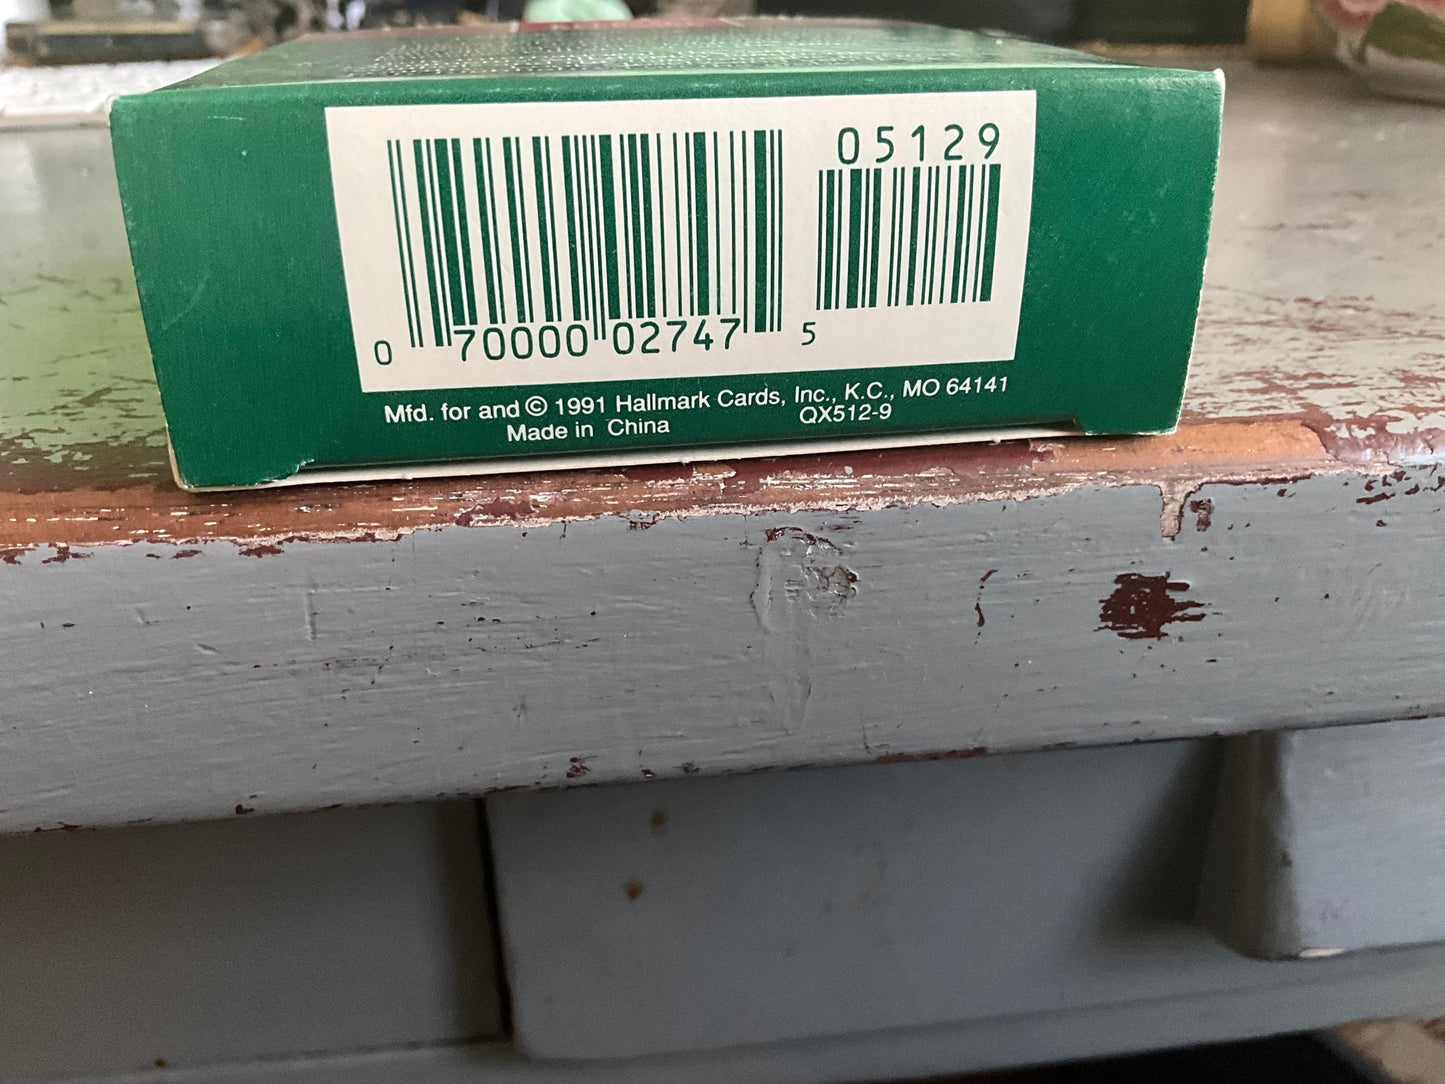 05129
0 70000 02747 5
Mfd. for and © 1991 Hallmark Cards, Inc., K.C., MO 64141
Made in China QX512-9